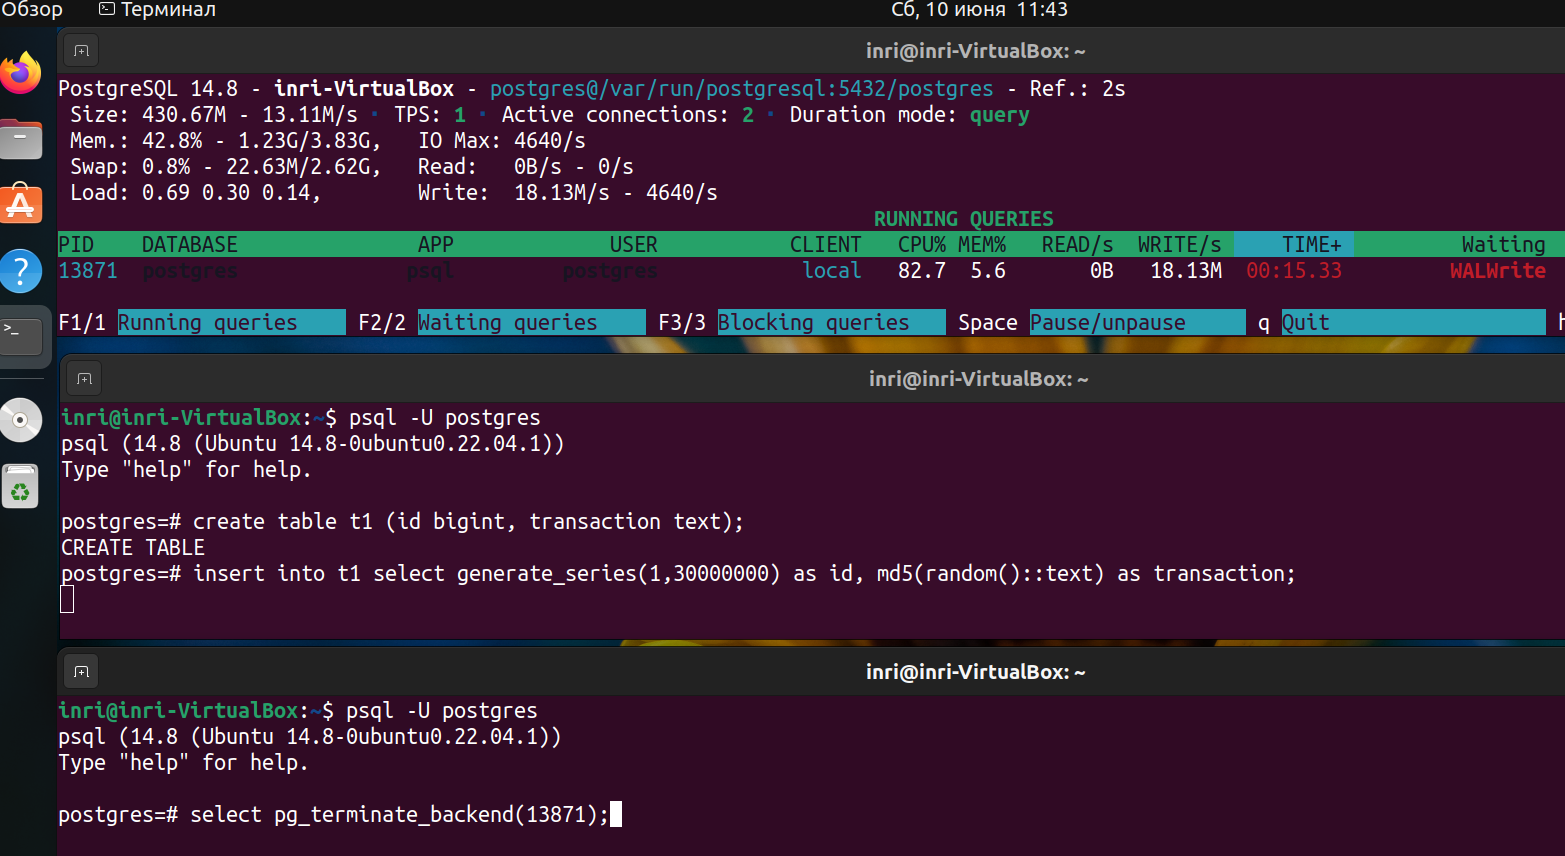 Обзор Терминал Сб, 10 июня 11:43
inri@inri-VirtualBox: ~
PostgreSQL 14.8 - inri-VirtualBox - postgres@/var/run/postgresql:5432/postgres - Ref.: 2s
Size: 430.67M - 13.11M/s · TPS: 1 · Active connections: 2 · Duration mode: query
Mem.: 42.8% - 1.23G/3.83G, IO Max: 4640/s
Swap: 0.8% - 22.63M/2.62G, Read: 0B/s - 0/s
Load: 0.69 0.30 0.14, Write: 18.13M/s - 4640/s
RUNNING QUERIES
PID DATABASE APP USER CLIENT CPU% MEM% READ/s WRITE/s TIME+ Waiting
13871 postgres psql postgres local 82.7 5.6 0B 18.13M 00:15.33 WALWrite
F1/1 Running queries F2/2 Waiting queries F3/3 Blocking queries Space Pause/unpause q Quit h
inri@inri-VirtualBox: ~
inri@inri-VirtualBox:~$ psql -U postgres
psql (14.8 (Ubuntu 14.8-0ubuntu0.22.04.1))
Type "help" for help.
postgres=# create table t1 (id bigint, transaction text);
CREATE TABLE
postgres=# insert into t1 select generate_series(1,30000000) as id, md5(random()::text) as transaction;
inri@inri-VirtualBox: ~
inri@inri-VirtualBox:~$ psql -U postgres
psql (14.8 (Ubuntu 14.8-0ubuntu0.22.04.1))
Type "help" for help.
postgres=# select pg_terminate_backend(13871);